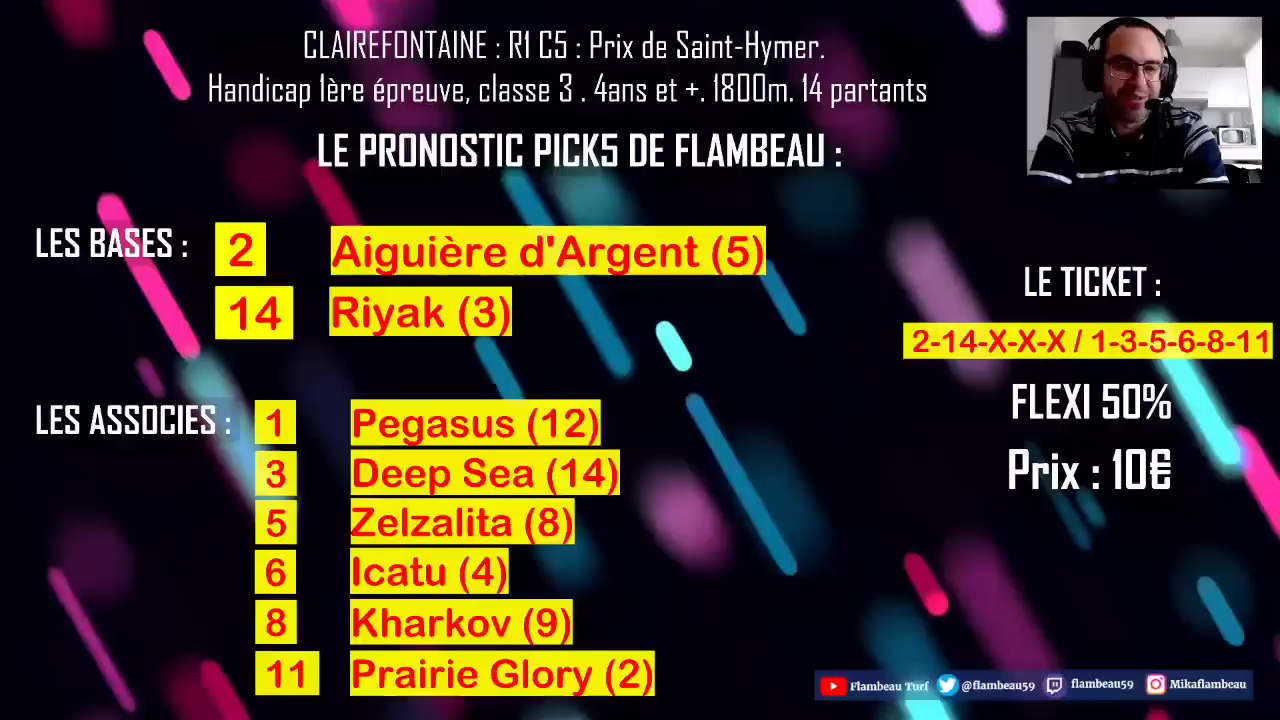 CLAIREFONTAINE : R1 C5 : Prix de Saint-Hymer.
Handicap 1ère épreuve, classe 3 . 4ans et +. 1800m. 14 partants
LE PRONOSTIC PICK5 DE FLAMBEAU :
LES BASES :
2 Aiguière d'Argent (5)
14 Riyak (3)
LES ASSOCIES :
1 Pegasus (12)
3 Deep Sea (14)
5 Zelzalita (8)
6 Icatu (4)
8 Kharkov (9)
11 Prairie Glory (2)
LE TICKET :
2-14-X-X-X / 1-3-5-6-8-11
FLEXI 50%
Prix : 10€
Flambeau Turf @flambeau59 flambeau59 Mikaflambeau